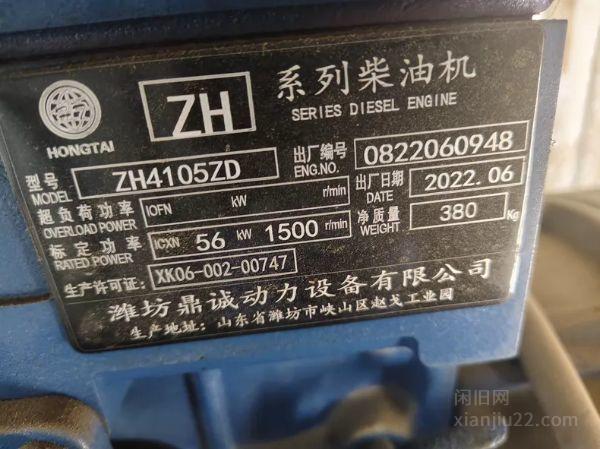 HONGTAI
ZH
系列柴油机
SERIES DIESEL ENGINE
型号 MODEL ZH4105ZD 出厂编号 ENG.NO. 0822060948
超负荷功率 OVERLOAD POWER IOFN kW r/min 出厂日期 DATE 2022.06
标定功率 RATED POWER ICXN 56 kW 1500 r/min 净质量 WEIGHT 380 Kg
生产许可证: XK06-002-00747
潍坊鼎诚动力设备有限公司
生产地址: 山东省潍坊市峡山区赵戈工业园
闲旧网
xianjiu22.com